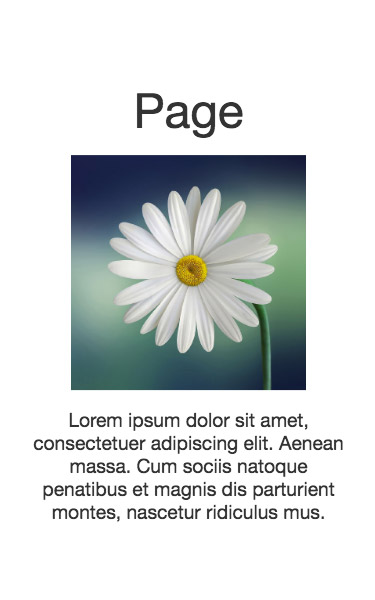 Page
Lorem ipsum dolor sit amet,
consectetuer adipiscing elit. Aenean
massa. Cum sociis natoque
penatibus et magnis dis parturient
montes, nascetur ridiculus mus.